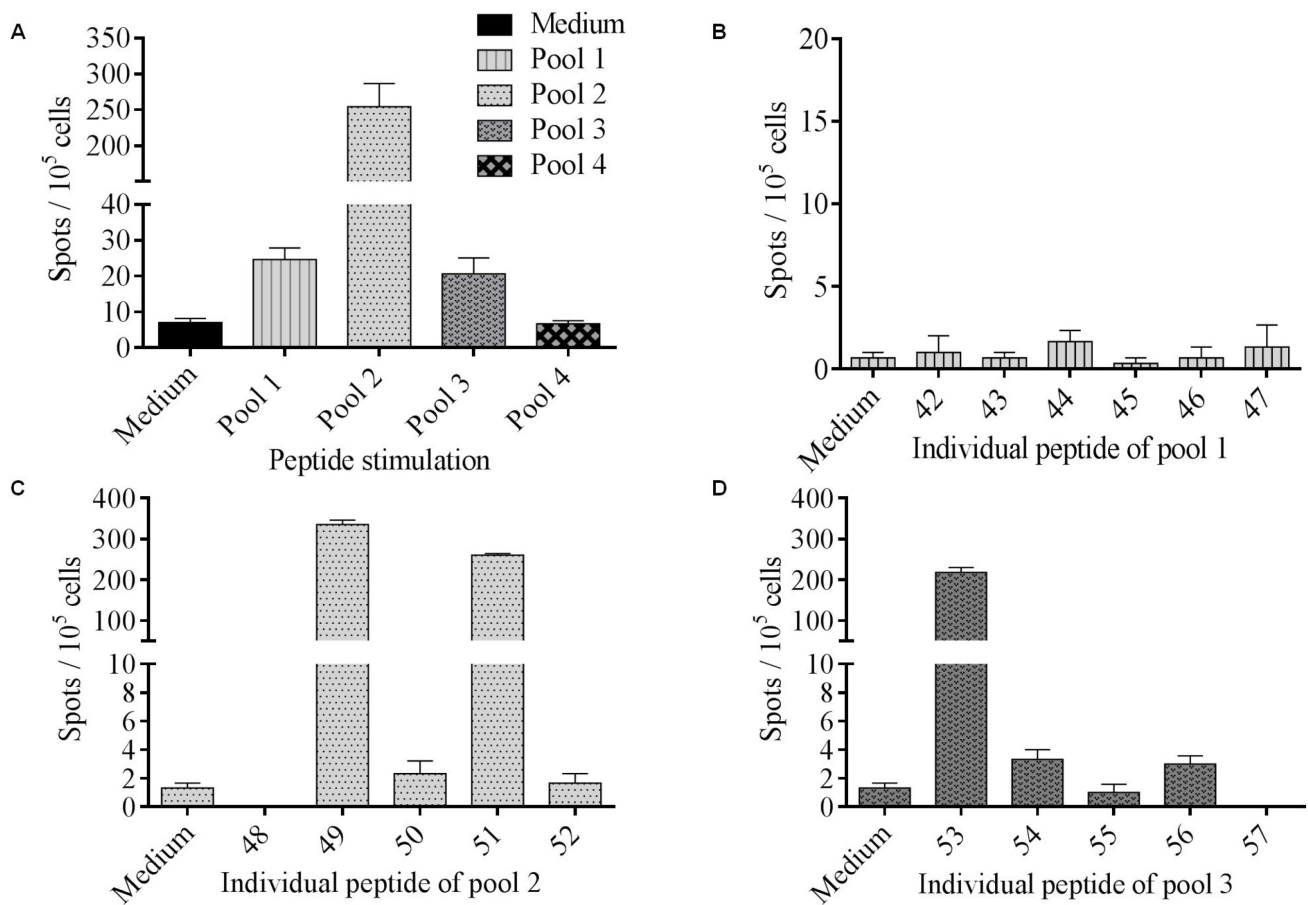 A
Spots / 10⁵ cells
350
300
250
200
40
30
20
10
0
Medium
Pool 1
Pool 2
Pool 3
Pool 4
Medium
Pool 1
Pool 2
Pool 3
Pool 4
Peptide stimulation
B
Spots / 10⁵ cells
20
15
10
5
0
Medium
42
43
44
45
46
47
Individual peptide of pool 1
C
Spots / 10⁵ cells
400
300
200
100
10
8
6
4
2
0
Medium
48
49
50
51
52
Individual peptide of pool 2
D
Spots / 10⁵ cells
400
300
200
100
10
8
6
4
2
0
Medium
53
54
55
56
57
Individual peptide of pool 3